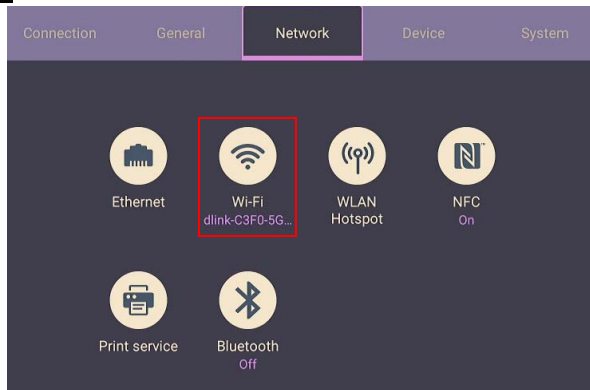 Connection General Network Device System
Ethernet Wi-Fi WLAN NFC
dlink-C3F0-5G... Hotspot On
Print service Bluetooth
Off